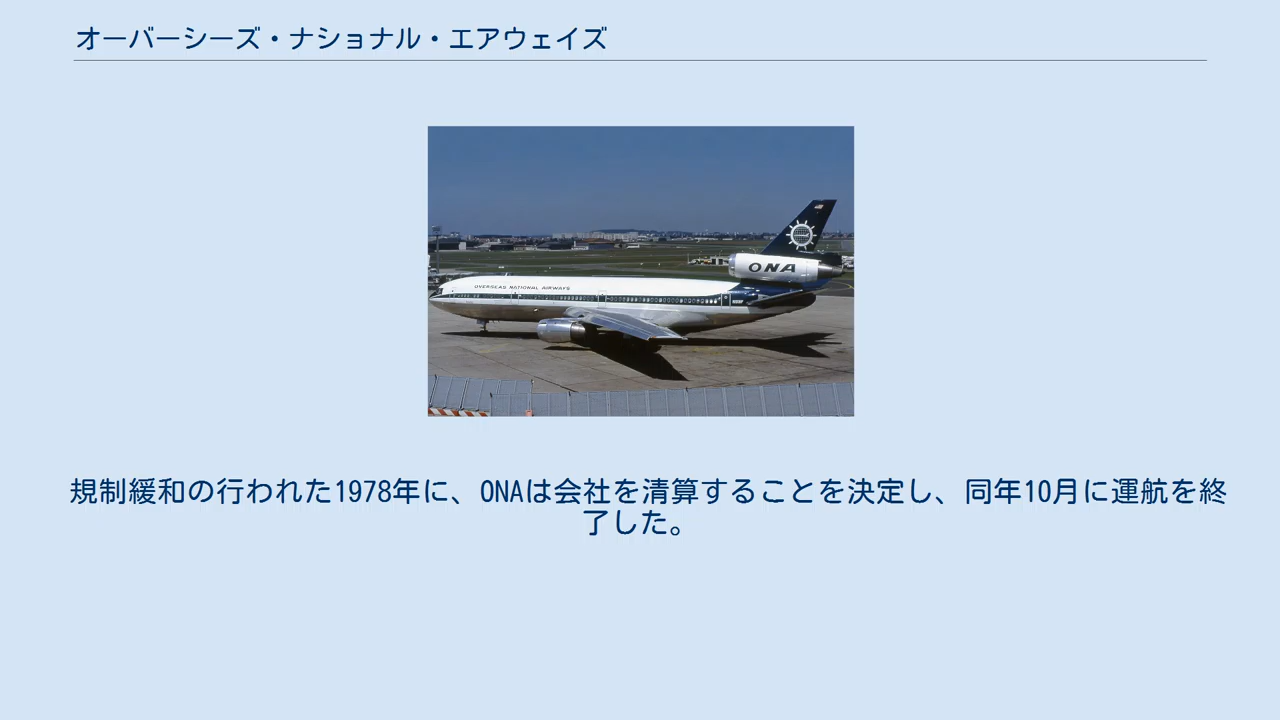 オーバーシーズ・ナショナル・エアウェイズ
ONA
OVERSEAS NATIONAL AIRWAYS
規制緩和の行われた1978年に、ONAは会社を清算することを決定し、同年10月に運航を終
了した。